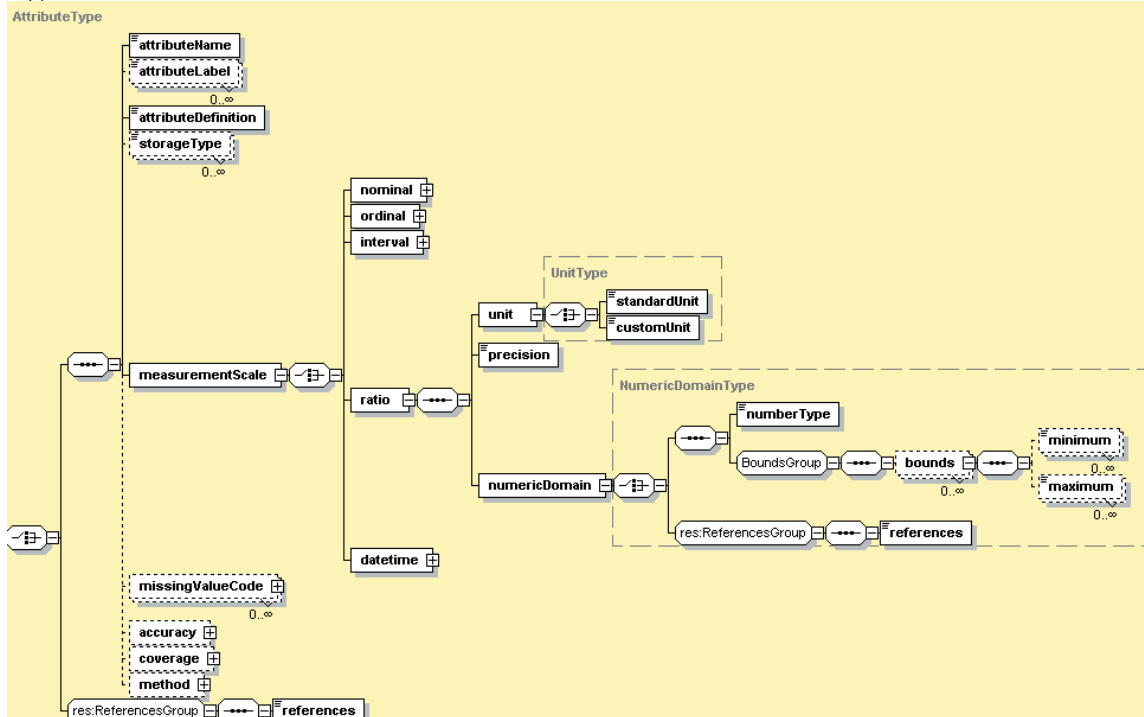 AttributeType
attributeName
attributeLabel
0..∞
attributeDefinition
storageType
0..∞
nominal
ordinal
interval
UnitType
unit
standardUnit
customUnit
precision
measurementScale
NumericDomainType
ratio
numberType
minimum
0..∞
BoundsGroup
bounds
0..∞
maximum
0..∞
numericDomain
res:ReferencesGroup
references
datetime
missingValueCode
0..∞
accuracy
coverage
method
res:ReferencesGroup
references